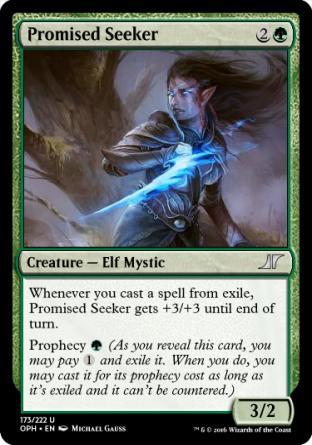 Promised Seeker 2
Creature — Elf Mystic
Whenever you cast a spell from exile,
Promised Seeker gets +3/+3 until end of
turn.
Prophecy (As you reveal this card, you
may pay 1 and exile it. When you do, you
may cast it for its prophecy cost as long as
it's exiled and it can't be countered.)
3/2
173/222 U
OPH • EN Michael Gauss
™ & © 2016 Wizards of the Coast